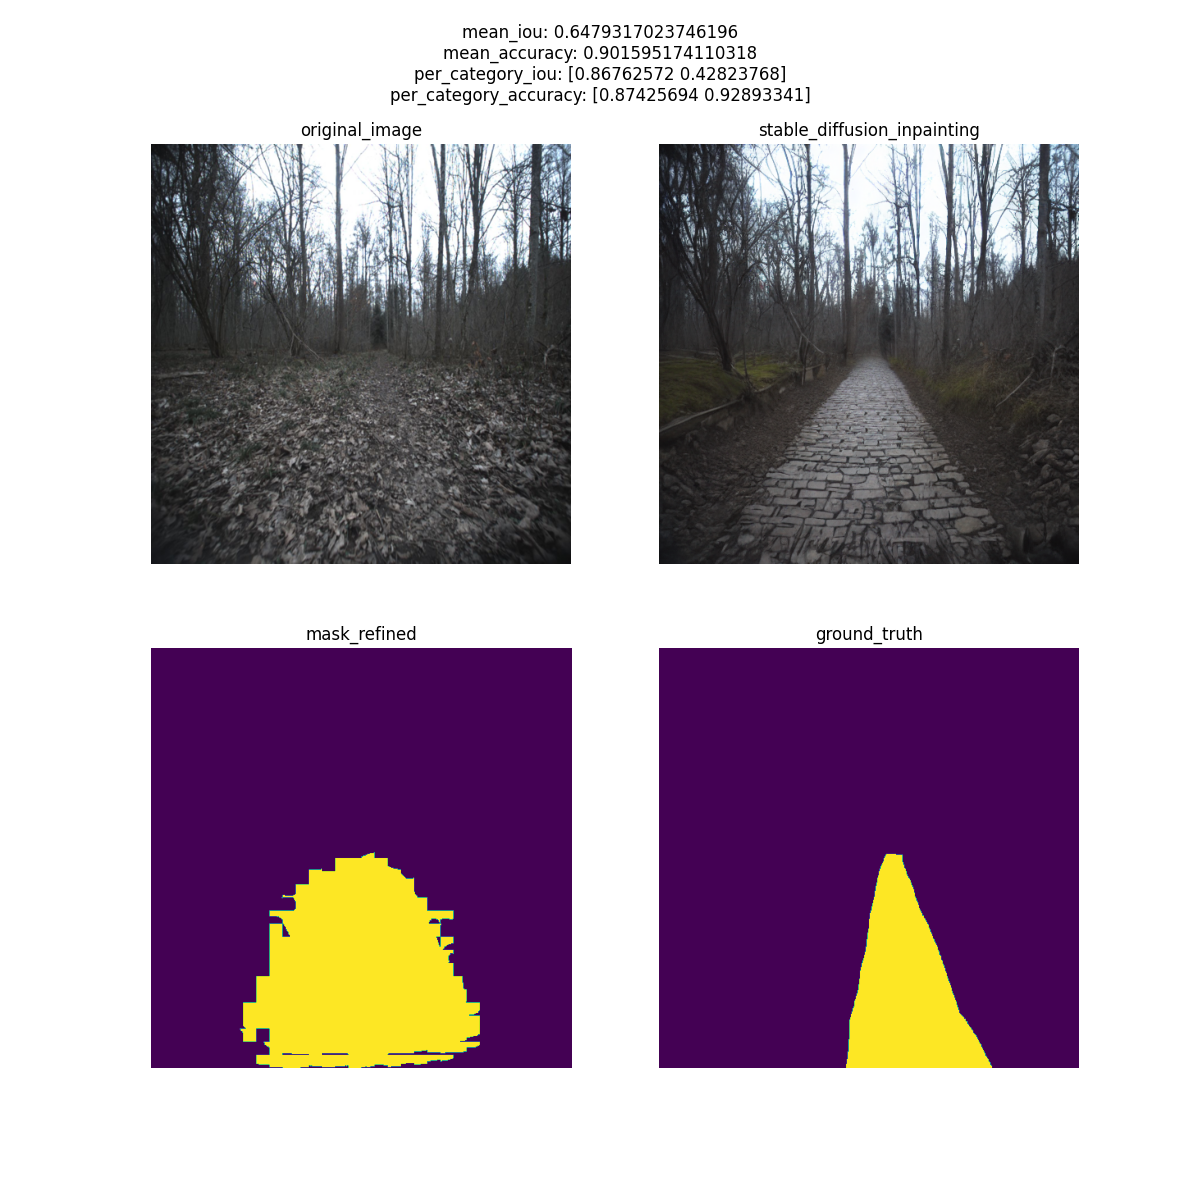 mean_iou: 0.6479317023746196
mean_accuracy: 0.901595174110318
per_category_iou: [0.86762572 0.42823768]
per_category_accuracy: [0.87425694 0.92893341]
original_image
stable_diffusion_inpainting
mask_refined
ground_truth